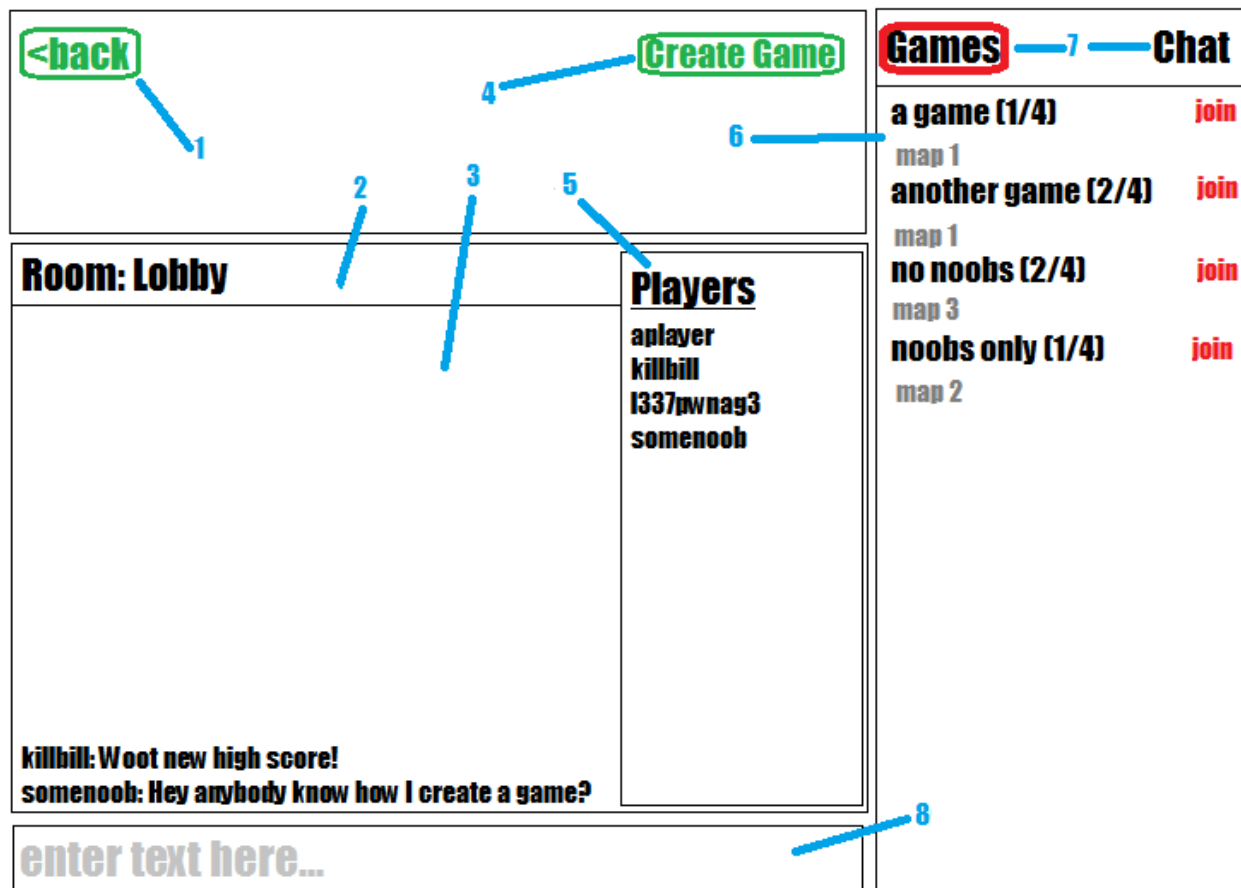 <back
Create Game
1
4
2
3
5
6
Games
7
Chat
a game (1/4)
join
map 1
another game (2/4)
join
map 1
no noobs (2/4)
join
map 3
noobs only (1/4)
join
map 2
Room: Lobby
Players
aplayer
killbill
l337pwnag3
somenoob
killbill: Woot new high score!
somenoob: Hey anybody know how I create a game?
8
enter text here...